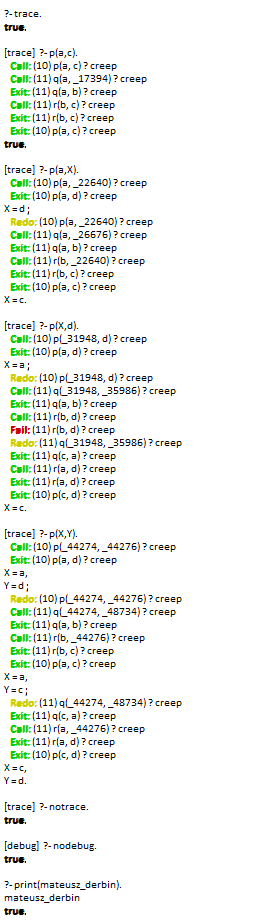 ?- trace.
true.
[trace] ?- p(a,c).
Call: (10) p(a, c) ? creep
Call: (11) q(a, _17394) ? creep
Exit: (11) q(a, b) ? creep
Call: (11) r(b, c) ? creep
Exit: (11) r(b, c) ? creep
Exit: (10) p(a, c) ? creep
true.
[trace] ?- p(a,X).
Call: (10) p(a, _22640) ? creep
Exit: (10) p(a, d) ? creep
X = d ;
Redo: (10) p(a, _22640) ? creep
Call: (11) q(a, _26676) ? creep
Exit: (11) q(a, b) ? creep
Call: (11) r(b, _22640) ? creep
Exit: (11) r(b, c) ? creep
Exit: (10) p(a, c) ? creep
X = c.
[trace] ?- p(X,d).
Call: (10) p(_31948, d) ? creep
Exit: (10) p(a, d) ? creep
X = a ;
Redo: (10) p(_31948, d) ? creep
Call: (11) q(_31948, _35986) ? creep
Exit: (11) q(a, b) ? creep
Call: (11) r(b, d) ? creep
Fail: (11) r(b, d) ? creep
Redo: (11) q(_31948, _35986) ? creep
Exit: (11) q(c, a) ? creep
Call: (11) r(a, d) ? creep
Exit: (11) r(a, d) ? creep
Exit: (10) p(c, d) ? creep
X = c.
[trace] ?- p(X,Y).
Call: (10) p(_44274, _44276) ? creep
Exit: (10) p(a, d) ? creep
X = a,
Y = d ;
Redo: (10) p(_44274, _44276) ? creep
Call: (11) q(_44274, _48734) ? creep
Exit: (11) q(a, b) ? creep
Call: (11) r(b, _44276) ? creep
Exit: (11) r(b, c) ? creep
Exit: (10) p(a, c) ? creep
X = a,
Y = c ;
Redo: (11) q(_44274, _48734) ? creep
Exit: (11) q(c, a) ? creep
Call: (11) r(a, _44276) ? creep
Exit: (11) r(a, d) ? creep
Exit: (10) p(c, d) ? creep
X = c,
Y = d.
[trace] ?- notrace.
true.
[debug] ?- nodebug.
true.
?- print(mateusz_derbin).
mateusz_derbin
true.